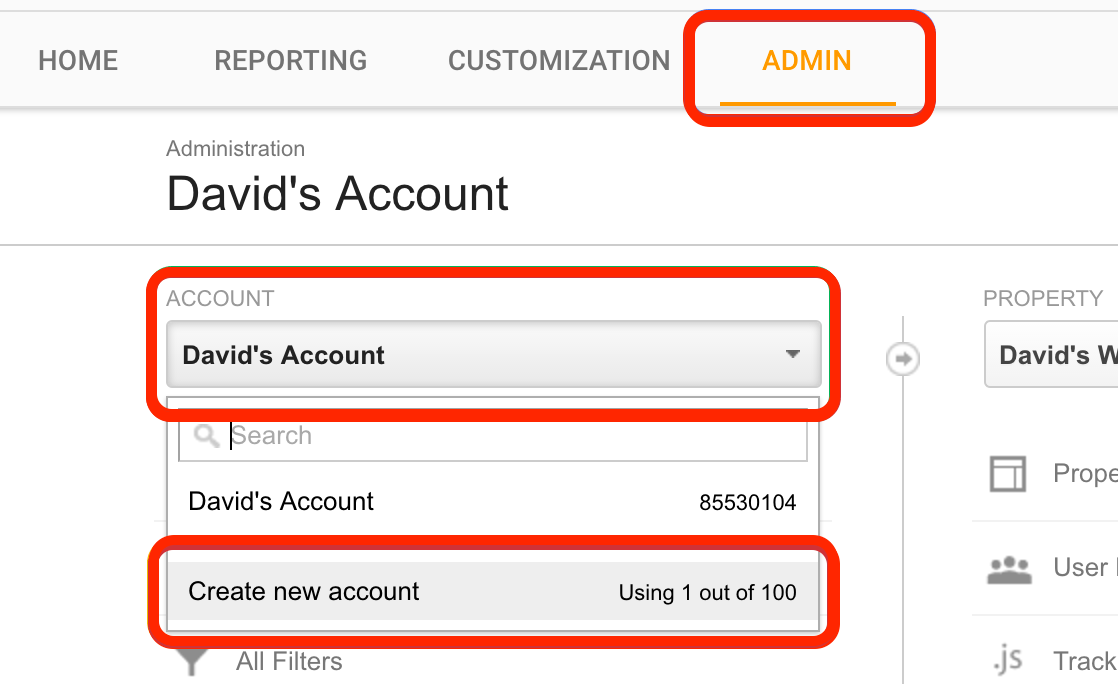 HOME REPORTING CUSTOMIZATION ADMIN
Administration
David's Account
ACCOUNT
David's Account
Search
David's Account 85530104
Create new account Using 1 out of 100
All Filters
PROPERTY
David's W
Prope
User
.js Track